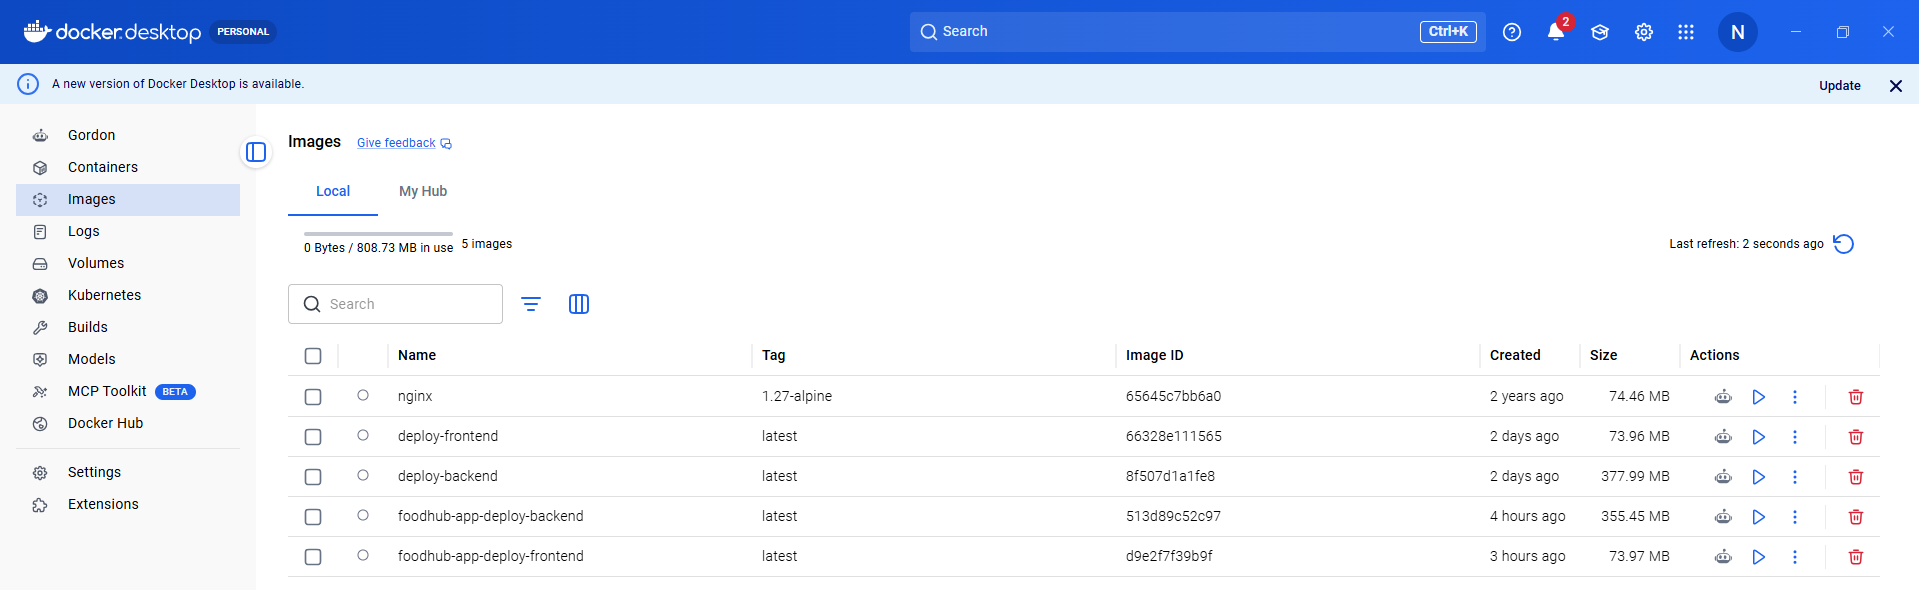 docker.desktop PERSONAL
Search Ctrl+K
2
N
A new version of Docker Desktop is available.
Update
Gordon
Containers
Images
Logs
Volumes
Kubernetes
Builds
Models
MCP Toolkit BETA
Docker Hub
Settings
Extensions
Images Give feedback
Local My Hub
0 Bytes / 808.73 MB in use 5 images
Last refresh: 2 seconds ago
Search
Name Tag Image ID Created Size Actions
nginx 1.27-alpine 65645c7bb6a0 2 years ago 74.46 MB
deploy-frontend latest 66328e111565 2 days ago 73.96 MB
deploy-backend latest 8f507d1a1fe8 2 days ago 377.99 MB
foodhub-app-deploy-backend latest 513d89c52c97 4 hours ago 355.45 MB
foodhub-app-deploy-frontend latest d9e2f7f39b9f 3 hours ago 73.97 MB